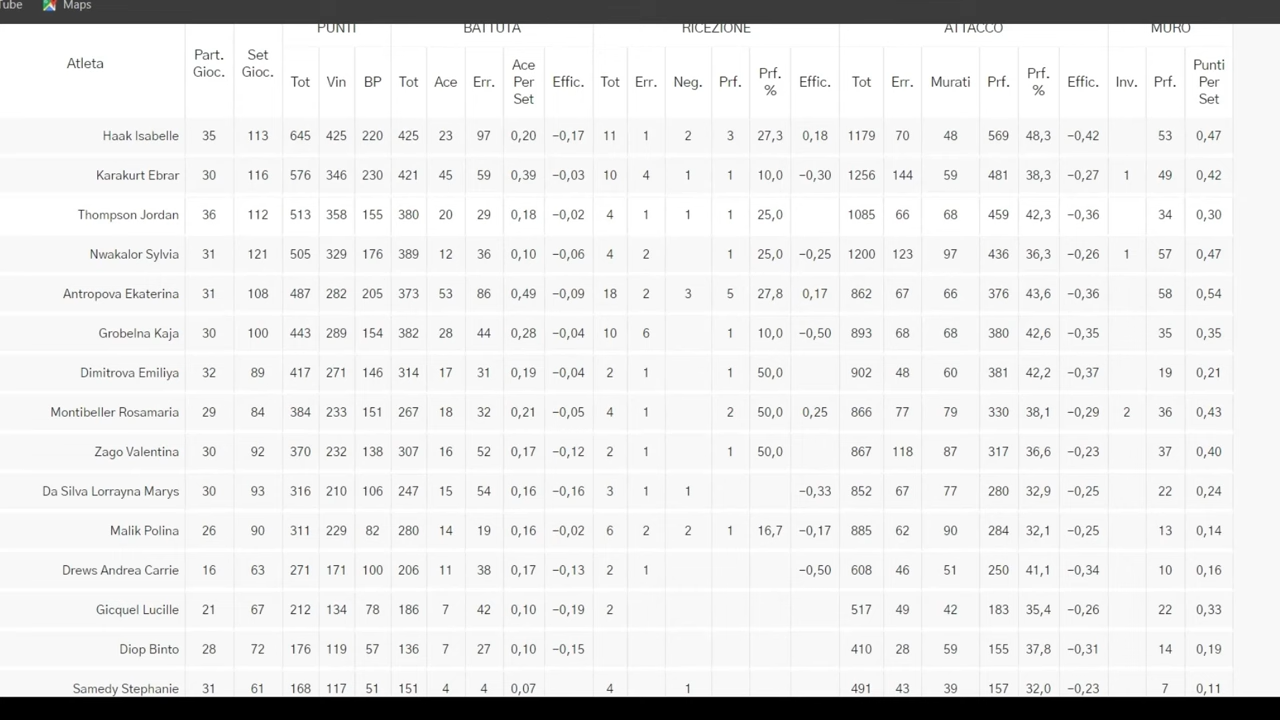 Tube Maps
PUNTI BATTUTA RICEZIONE ATTACCO MURO
Atleta Part. Gioc. Set Gioc. Tot Vin BP Tot Ace Err. Ace Per Set Effic. Tot Err. Neg. Prf. Prf. % Effic. Tot Err. Murati Prf. Prf. % Effic. Inv. Prf. Punti Per Set
Haak Isabelle 35 113 645 425 220 425 23 97 0,20 −0,17 11 1 2 3 27,3 0,18 1179 70 48 569 48,3 −0,42 53 0,47
Karakurt Ebrar 30 116 576 346 230 421 45 59 0,39 −0,03 10 4 1 1 10,0 −0,30 1256 144 59 481 38,3 −0,27 1 49 0,42
Thompson Jordan 36 112 513 358 155 380 20 29 0,18 −0,02 4 1 1 1 25,0 1085 66 68 459 42,3 −0,36 34 0,30
Nwakalor Sylvia 31 121 505 329 176 389 12 36 0,10 −0,06 4 2 1 25,0 −0,25 1200 123 97 436 36,3 −0,26 1 57 0,47
Antropova Ekaterina 31 108 487 282 205 373 53 86 0,49 −0,09 18 2 3 5 27,8 0,17 862 67 66 376 43,6 −0,36 58 0,54
Grobelna Kaja 30 100 443 289 154 382 28 44 0,28 −0,04 10 6 1 10,0 −0,50 893 68 68 380 42,6 −0,35 35 0,35
Dimitrova Emiliya 32 89 417 271 146 314 17 31 0,19 −0,04 2 1 1 50,0 902 48 60 381 42,2 −0,37 19 0,21
Montibeller Rosamaria 29 84 384 233 151 267 18 32 0,21 −0,05 4 1 2 50,0 0,25 866 77 79 330 38,1 −0,29 2 36 0,43
Zago Valentina 30 92 370 232 138 307 16 52 0,17 −0,12 2 1 1 50,0 867 118 87 317 36,6 −0,23 37 0,40
Da Silva Lorrayna Marys 30 93 316 210 106 247 15 54 0,16 −0,16 3 1 1 −0,33 852 67 77 280 32,9 −0,25 22 0,24
Malik Polina 26 90 311 229 82 280 14 19 0,16 −0,02 6 2 2 1 16,7 −0,17 885 62 90 284 32,1 −0,25 13 0,14
Drews Andrea Carrie 16 63 271 171 100 206 11 38 0,17 −0,13 2 1 −0,50 608 46 51 250 41,1 −0,34 10 0,16
Gicquel Lucille 21 67 212 134 78 186 7 42 0,10 −0,19 2 517 49 42 183 35,4 −0,26 22 0,33
Diop Binto 28 72 176 119 57 136 7 27 0,10 −0,15 410 28 59 155 37,8 −0,31 14 0,19
Samedy Stephanie 31 61 168 117 51 151 4 4 0,07 4 1 491 43 39 157 32,0 −0,23 7 0,11